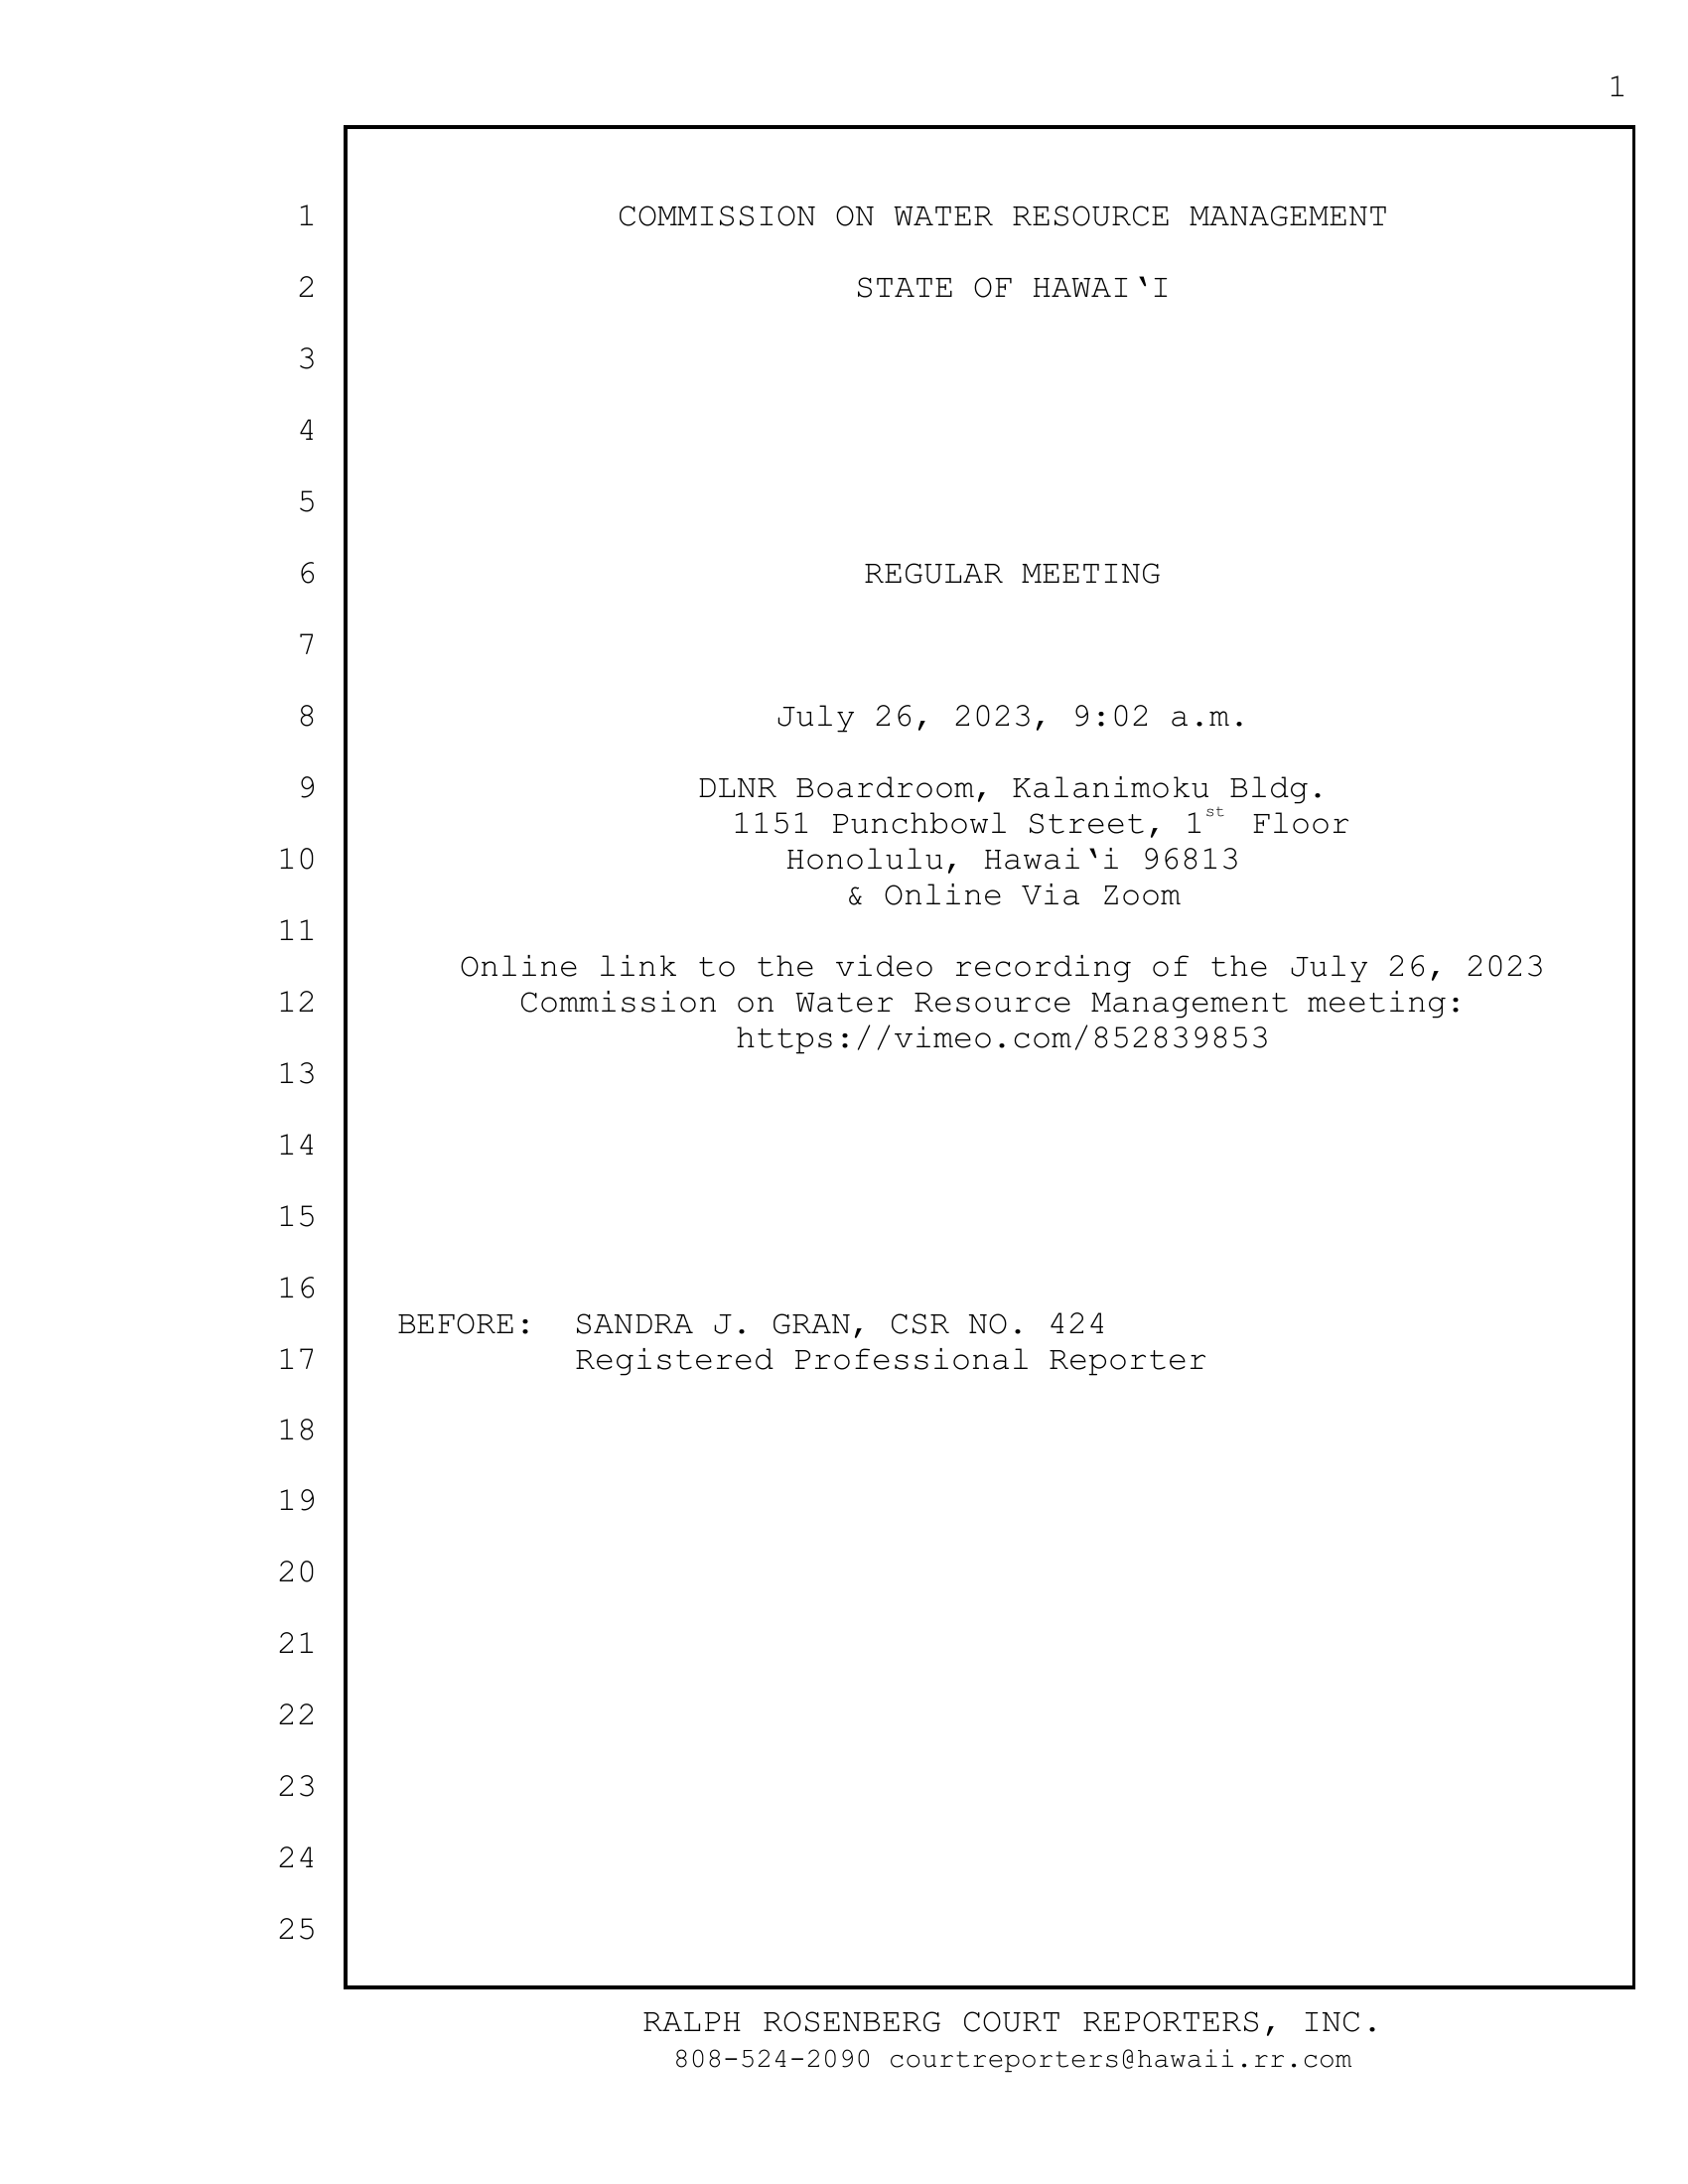 1
1 COMMISSION ON WATER RESOURCE MANAGEMENT
2 STATE OF HAWAI‘I
3
4
5
6 REGULAR MEETING
7
8 July 26, 2023, 9:02 a.m.
9 DLNR Boardroom, Kalanimoku Bldg.
1151 Punchbowl Street, 1st Floor
10 Honolulu, Hawai‘i 96813
& Online Via Zoom
11
Online link to the video recording of the July 26, 2023
12 Commission on Water Resource Management meeting:
https://vimeo.com/852839853
13
14
15
16
BEFORE: SANDRA J. GRAN, CSR NO. 424
17 Registered Professional Reporter
18
19
20
21
22
23
24
25
RALPH ROSENBERG COURT REPORTERS, INC.
808-524-2090 courtreporters@hawaii.rr.com